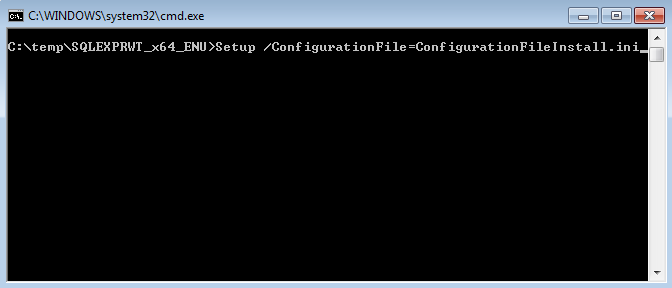 C:\WINDOWS\system32\cmd.exe
C:\temp\SQLEXPRWT_x64_ENU>Setup /ConfigurationFile=ConfigurationFileInstall.ini_